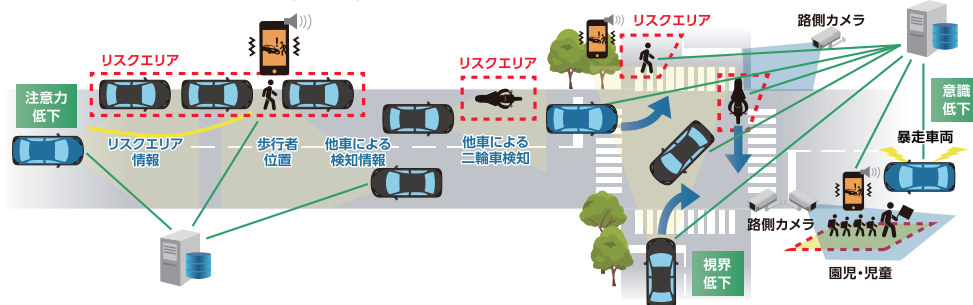 リスクエリア
路側カメラ
リスクエリア
リスクエリア
注意力
低下
意識
低下
暴走車両
リスクエリア
情報
歩行者
位置
他車による
検知情報
他車による
二輪車検知
路側カメラ
視界
低下
園児・児童